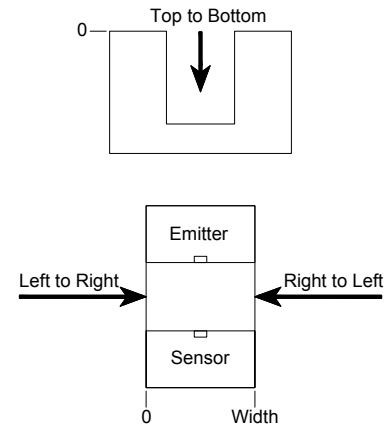 Top to Bottom
0
Emitter
Left to Right
Right to Left
Sensor
0
Width